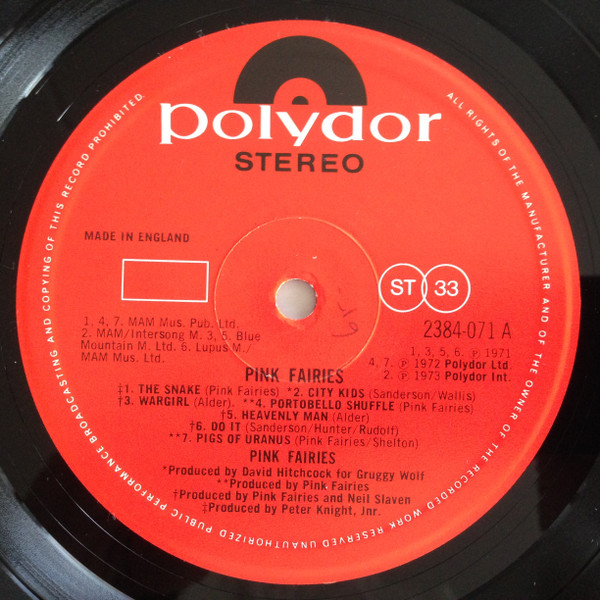 polydor
STEREO
ALL RIGHTS OF THE MANUFACTURER AND OF THE OWNER OF THE RECORDED WORK RESERVED UNAUTHORIZED PUBLIC PERFORMANCE BROADCASTING AND COPYING OF THIS RECORD PROHIBITED.
MADE IN ENGLAND
ST 33
2384-071 A
1. 4. 7. MAM Mus. Pub. Ltd.
2. MAM/Intersong M. 3, 5. Blue
Mountain M. Ltd. 6. Lupus M./
MAM Mus. Ltd.
1, 3, 5, 6. ℗ 1971
4, 7. ℗ 1972 Polydor Ltd.
2. ℗ 1973 Polydor Int.
PINK FAIRIES
‡1. THE SNAKE (Pink Fairies) *2. CITY KIDS (Sanderson/Wallis)
†3. WARGIRL (Alder). **4. PORTOBELLO SHUFFLE (Pink Fairies)
†5. HEAVENLY MAN (Alder)
‡6. DO IT (Sanderson/Hunter/Rudolf)
**7. PIGS OF URANUS (Pink Fairies/Shelton)
PINK FAIRIES
*Produced by David Hitchcock for Gruggy Wolf
**Produced by Pink Fairies
†Produced by Pink Fairies and Neil Slaven
‡Produced by Peter Knight, Jnr.